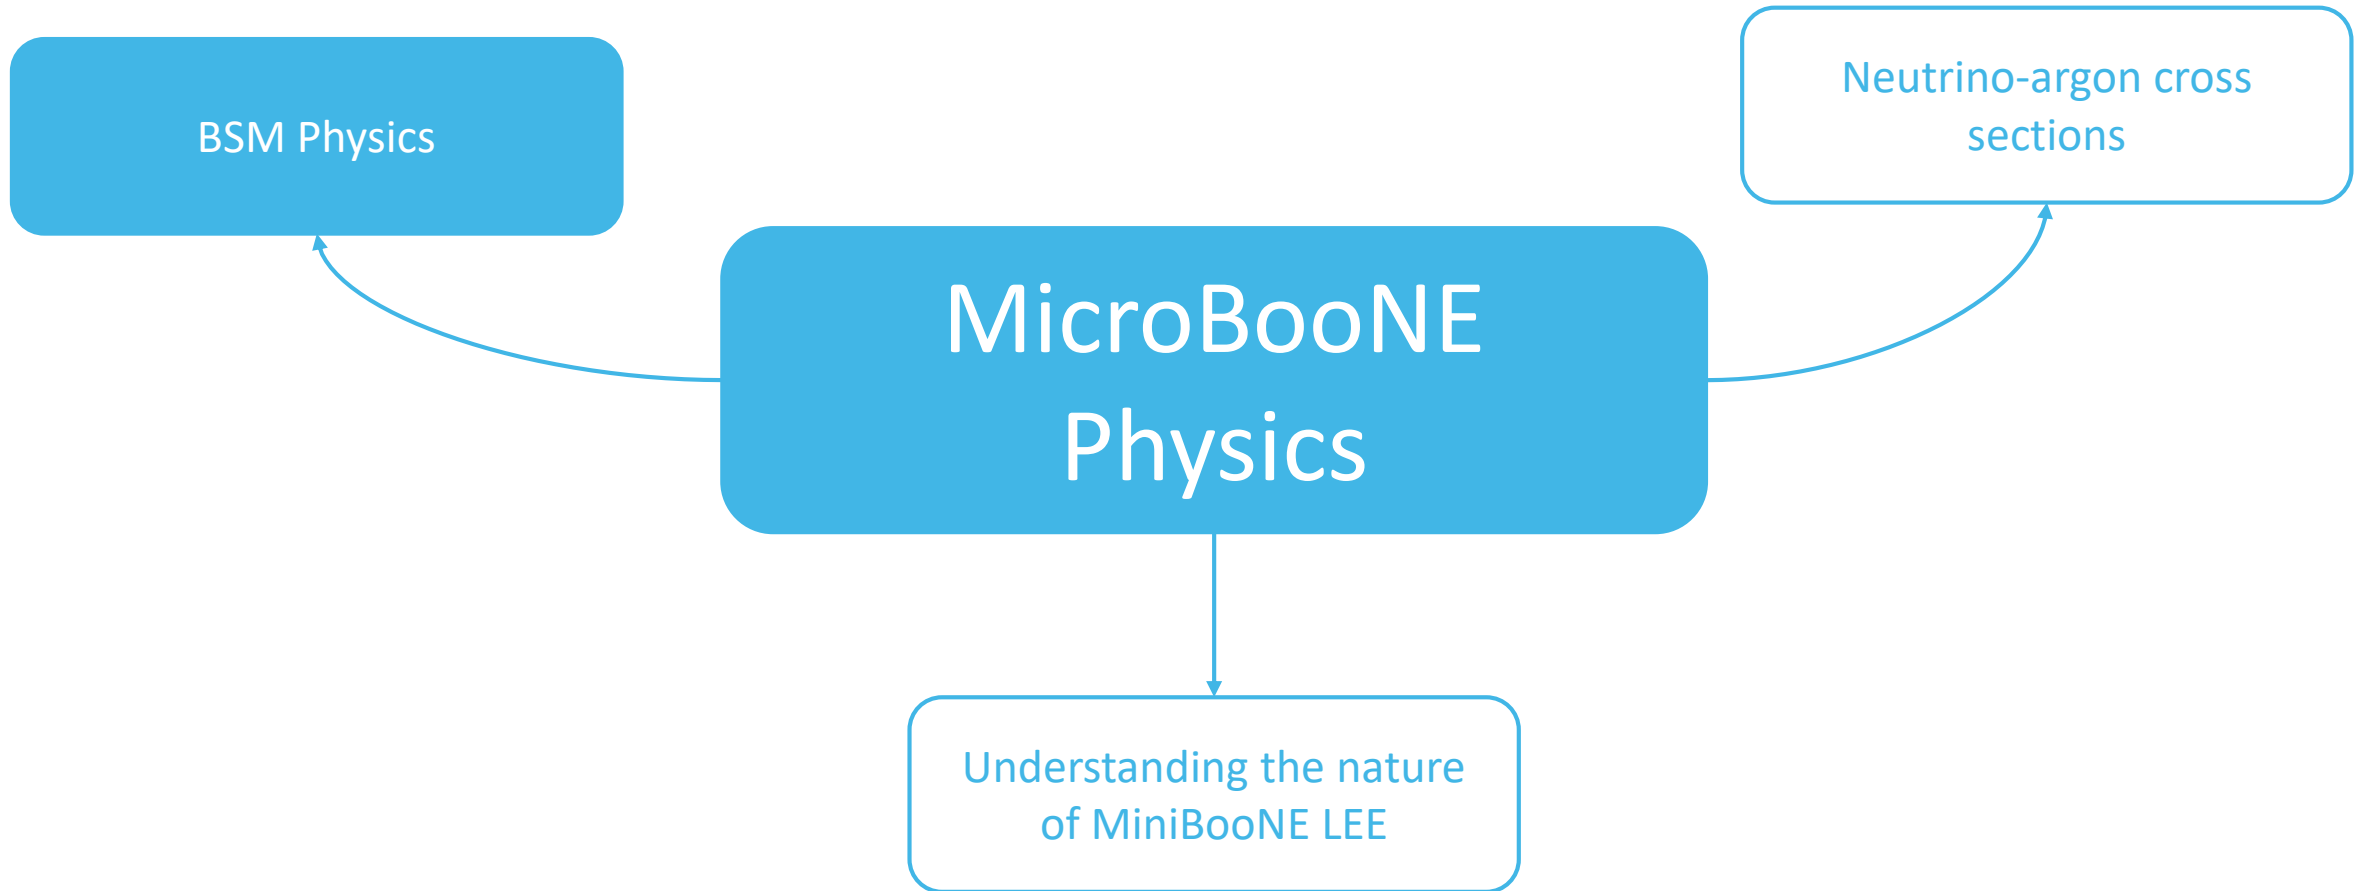 BSM Physics
Neutrino-argon cross
sections
MicroBooNE
Physics
Understanding the nature
of MiniBooNE LEE